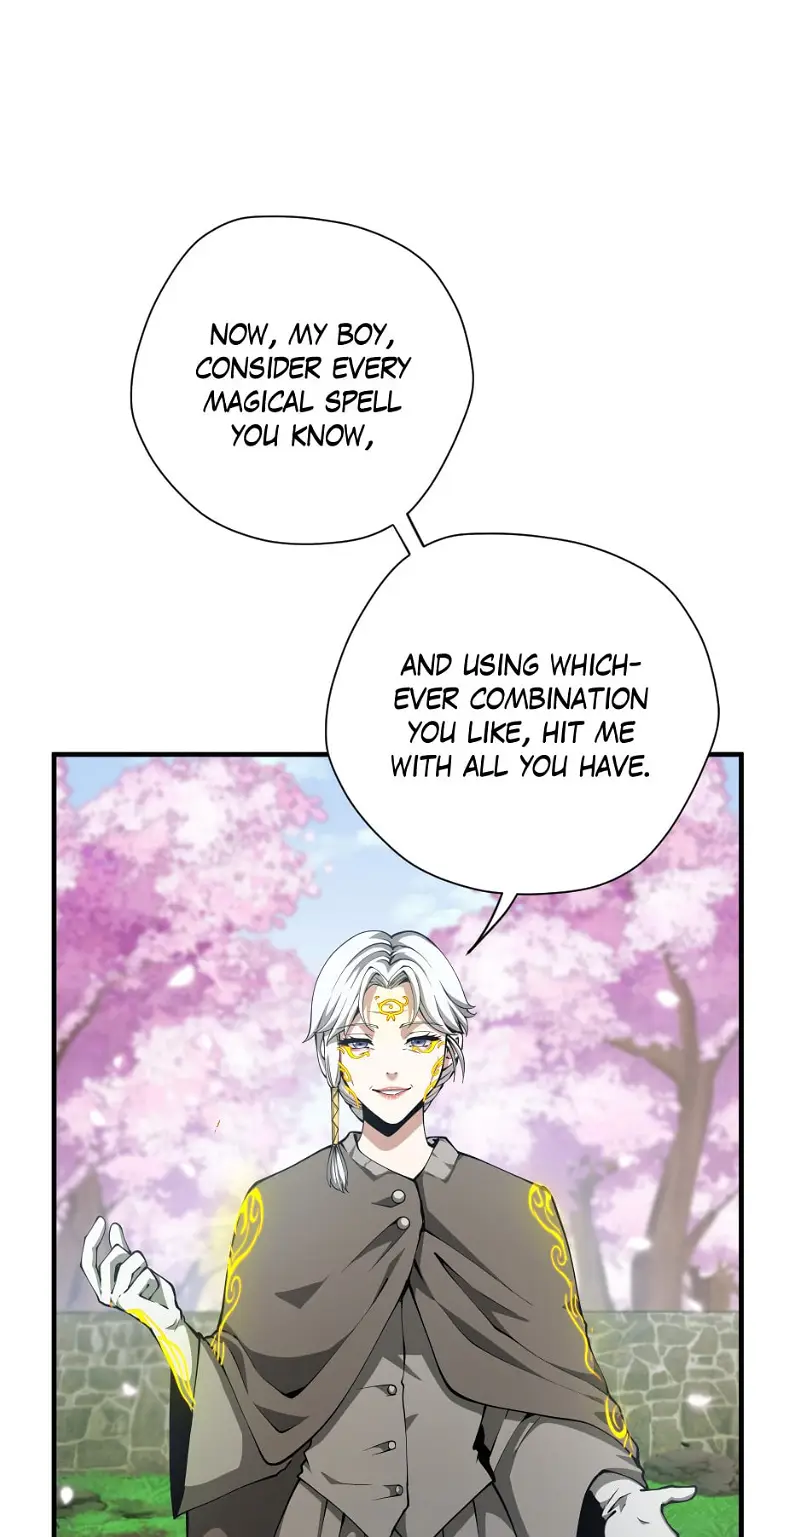 NOW, MY BOY,
CONSIDER EVERY
MAGICAL SPELL
YOU KNOW,
AND USING WHICH-
EVER COMBINATION
YOU LIKE, HIT ME
WITH ALL YOU HAVE.